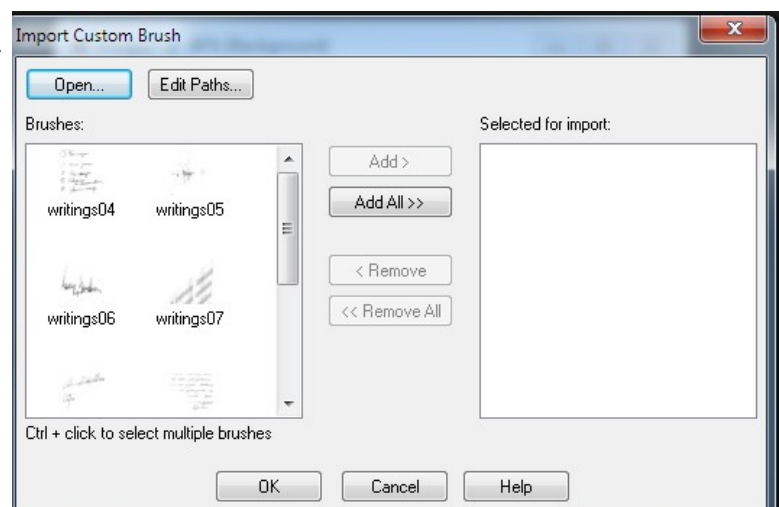 Import Custom Brush
Open... Edit Paths...
Brushes: Selected for import:
Add >
Add All >>
writings04 writings05
< Remove
<< Remove All
writings06 writings07
Ctrl + click to select multiple brushes
OK Cancel Help